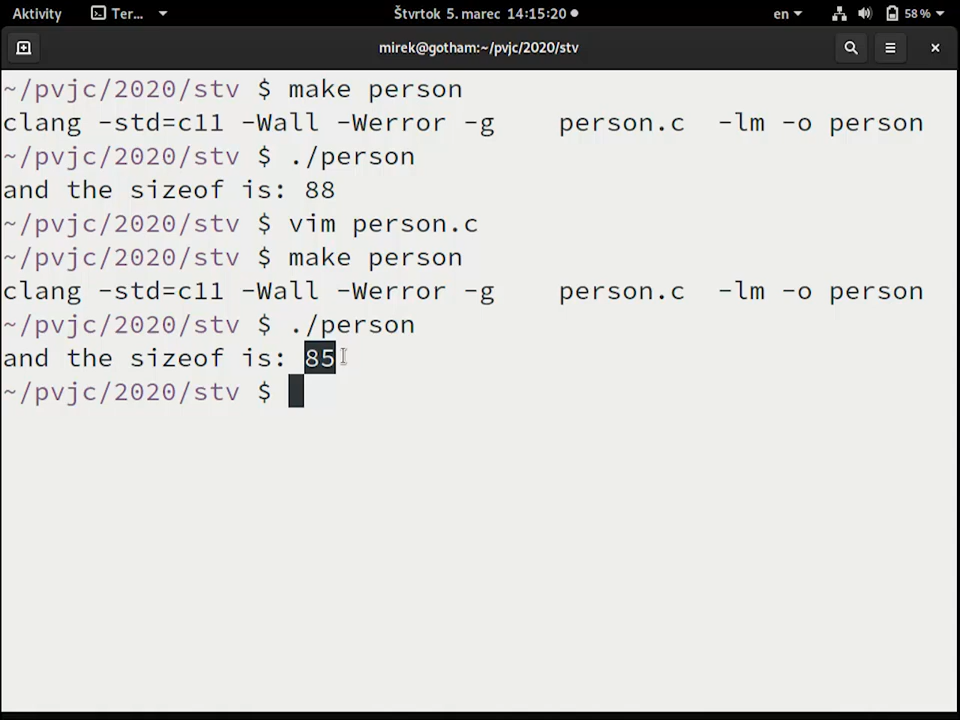 Aktivity Ter... Štvrtok 5. marec 14:15:20 en 58 %
mirek@gotham:~/pvjc/2020/stv
~/pvjc/2020/stv $ make person
clang -std=c11 -Wall -Werror -g    person.c  -lm -o person
~/pvjc/2020/stv $ ./person
and the sizeof is: 88
~/pvjc/2020/stv $ vim person.c
~/pvjc/2020/stv $ make person
clang -std=c11 -Wall -Werror -g    person.c  -lm -o person
~/pvjc/2020/stv $ ./person
and the sizeof is: 85
~/pvjc/2020/stv $